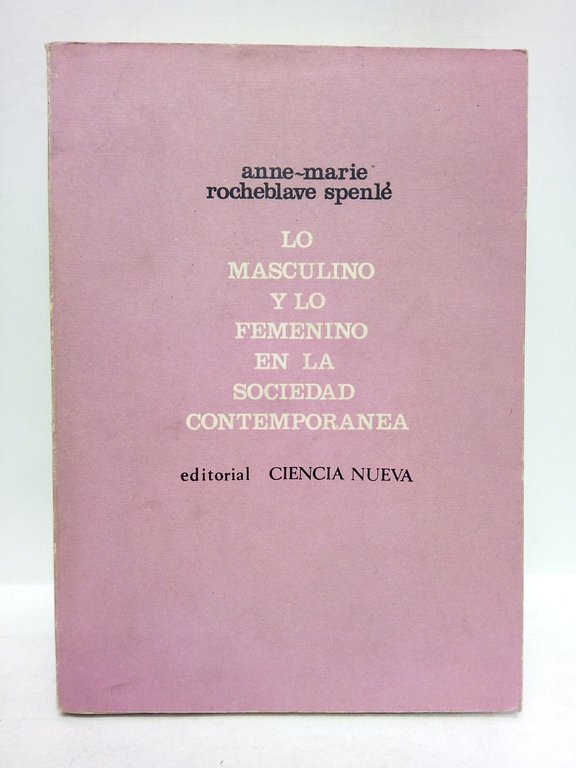 anne-marie
rocheblave spenlé
LO
MASCULINO
Y LO
FEMENINO
EN LA
SOCIEDAD
CONTEMPORANEA
editorial CIENCIA NUEVA